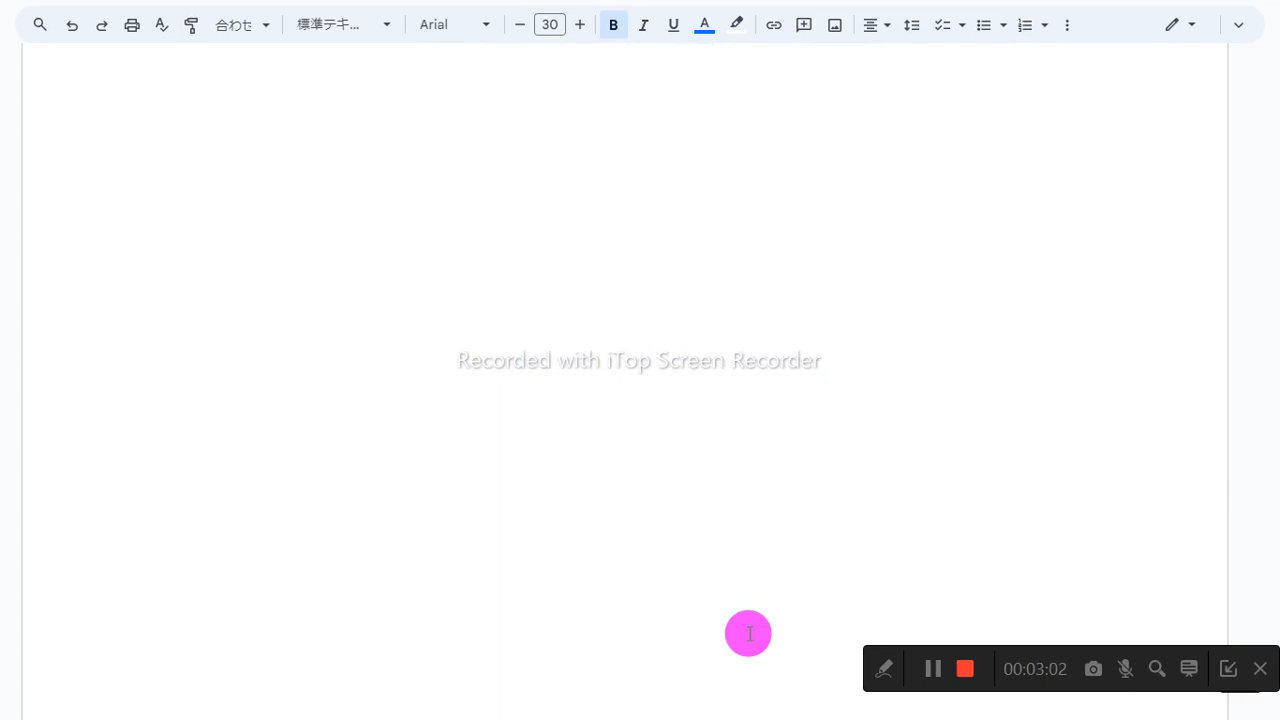 合わせ 標準テキ... Arial 30 B I U A
Recorded with iTop Screen Recorder
00:03:02